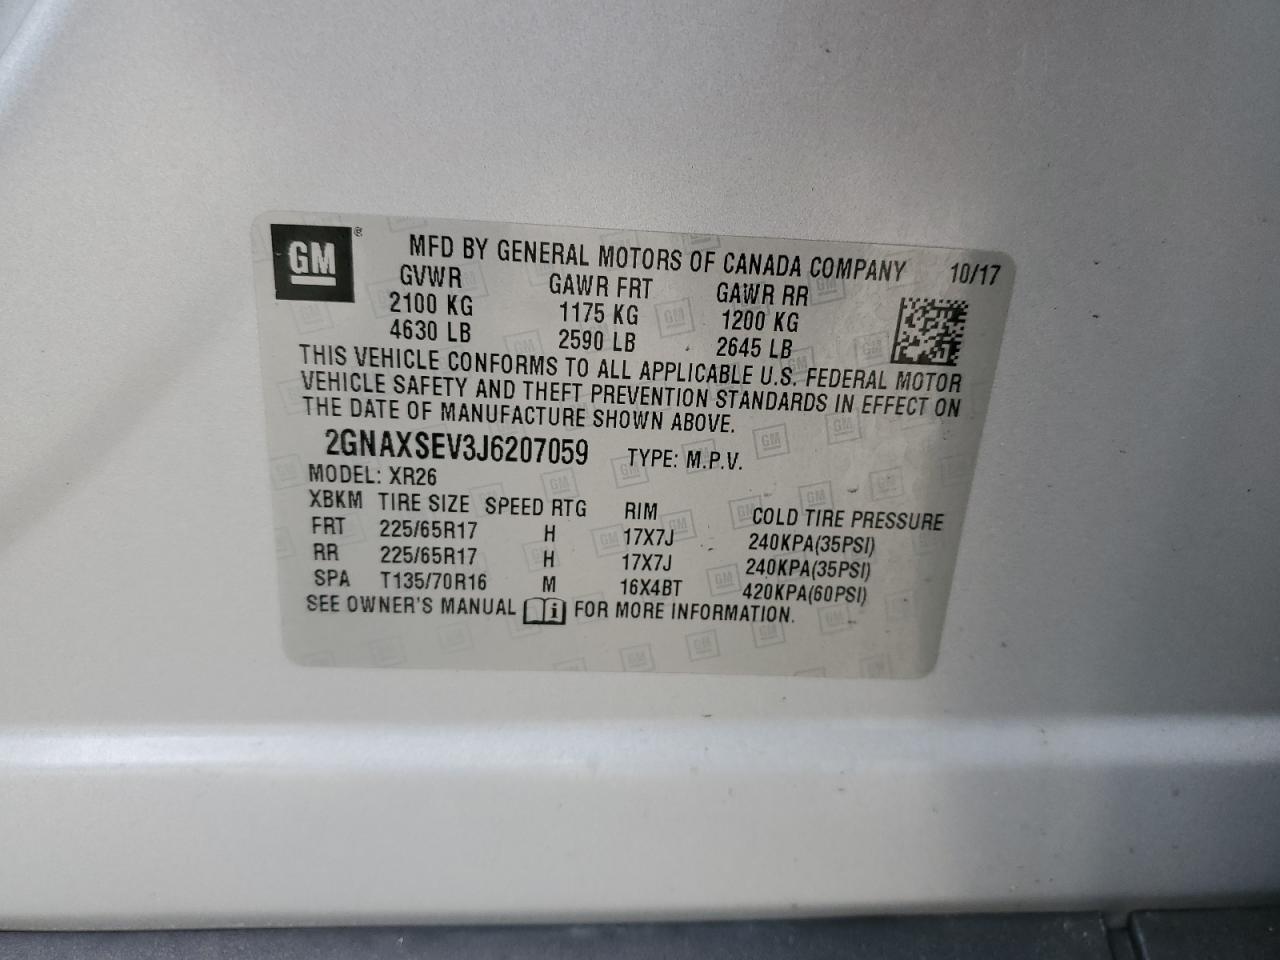 GM ®
MFD BY GENERAL MOTORS OF CANADA COMPANY 10/17
GVWR GAWR FRT GAWR RR
2100 KG 1175 KG 1200 KG
4630 LB 2590 LB 2645 LB
THIS VEHICLE CONFORMS TO ALL APPLICABLE U.S. FEDERAL MOTOR
VEHICLE SAFETY AND THEFT PREVENTION STANDARDS IN EFFECT ON
THE DATE OF MANUFACTURE SHOWN ABOVE.
2GNAXSEV3J6207059 TYPE: M.P.V.
MODEL: XR26
XBKM TIRE SIZE SPEED RTG RIM COLD TIRE PRESSURE
FRT 225/65R17 H 17X7J 240KPA(35PSI)
RR 225/65R17 H 17X7J 240KPA(35PSI)
SPA T135/70R16 M 16X4BT 420KPA(60PSI)
SEE OWNER'S MANUAL i FOR MORE INFORMATION.